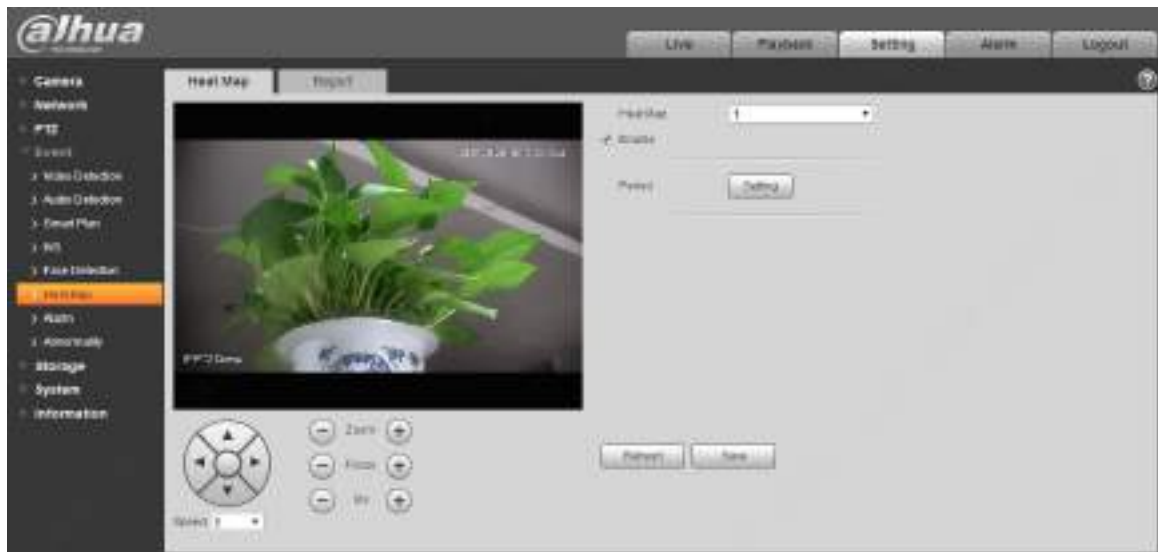 alhua
Live
Playback
Setting
Alarm
Logout
Camera
Network
PTZ
Event
Video Detection
Audio Detection
Smart Plan
IVS
Face Detection
Heat Map
Alarm
Abnormality
Storage
System
Information
Heat Map
Report
Heat Map
1
Enable
Period
Setting
Zoom
Focus
Iris
Speed
Refresh
Save